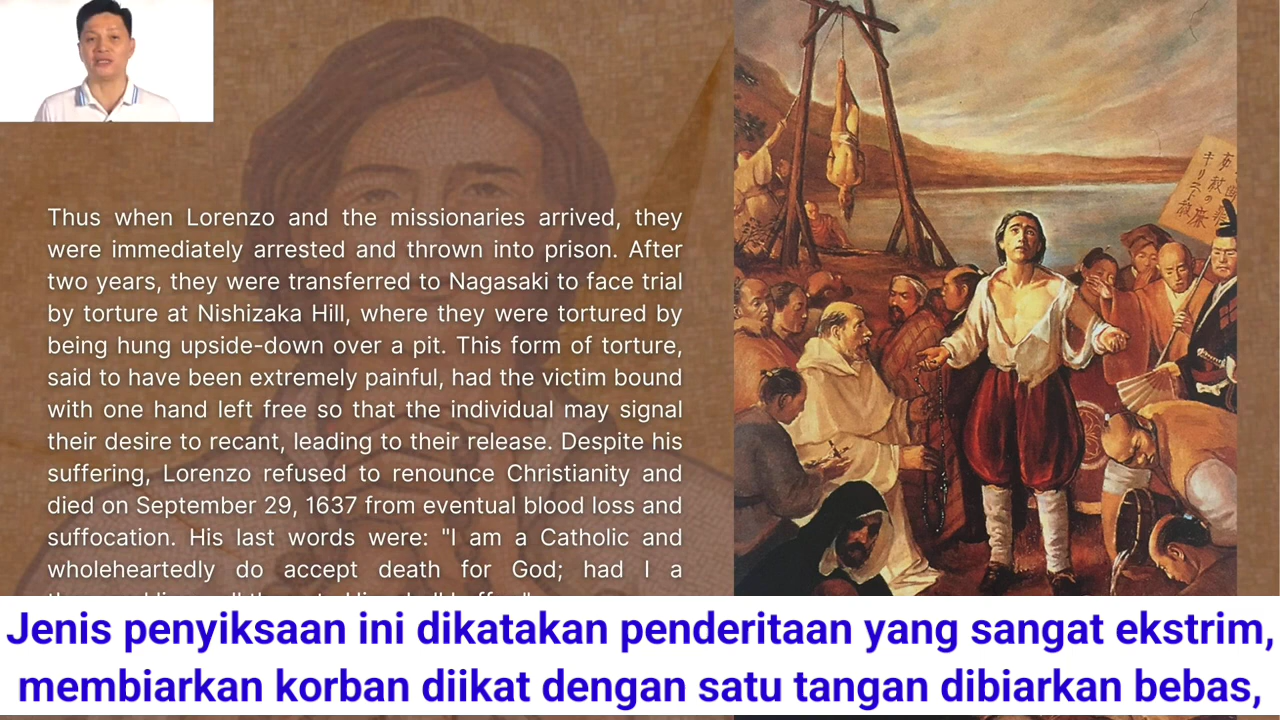 Thus when Lorenzo and the missionaries arrived, they
were immediately arrested and thrown into prison. After
two years, they were transferred to Nagasaki to face trial
by torture at Nishizaka Hill, where they were tortured by
being hung upside-down over a pit. This form of torture,
said to have been extremely painful, had the victim bound
with one hand left free so that the individual may signal
their desire to recant, leading to their release. Despite his
suffering, Lorenzo refused to renounce Christianity and
died on September 29, 1637 from eventual blood loss and
suffocation. His last words were: "I am a Catholic and
wholeheartedly do accept death for God; had I a
Jenis penyiksaan ini dikatakan penderitaan yang sangat ekstrim,
membiarkan korban diikat dengan satu tangan dibiarkan bebas,